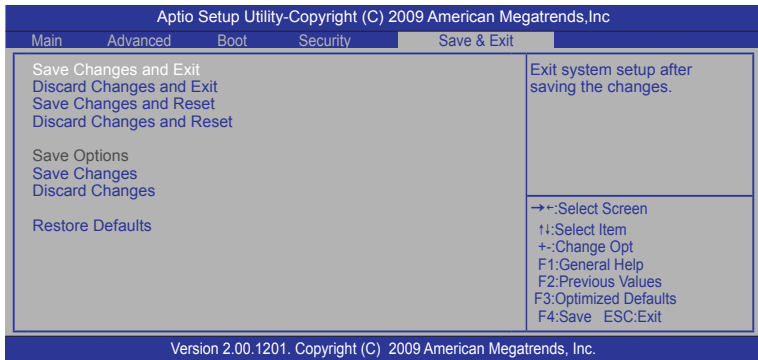 Aptio Setup Utility-Copyright (C) 2009 American Megatrends,Inc
Main Advanced Boot Security Save & Exit
Save Changes and Exit
Discard Changes and Exit
Save Changes and Reset
Discard Changes and Reset
Save Options
Save Changes
Discard Changes
Restore Defaults
Exit system setup after
saving the changes.
→←:Select Screen
↑↓:Select Item
+-:Change Opt
F1:General Help
F2:Previous Values
F3:Optimized Defaults
F4:Save ESC:Exit
Version 2.00.1201. Copyright (C) 2009 American Megatrends, Inc.